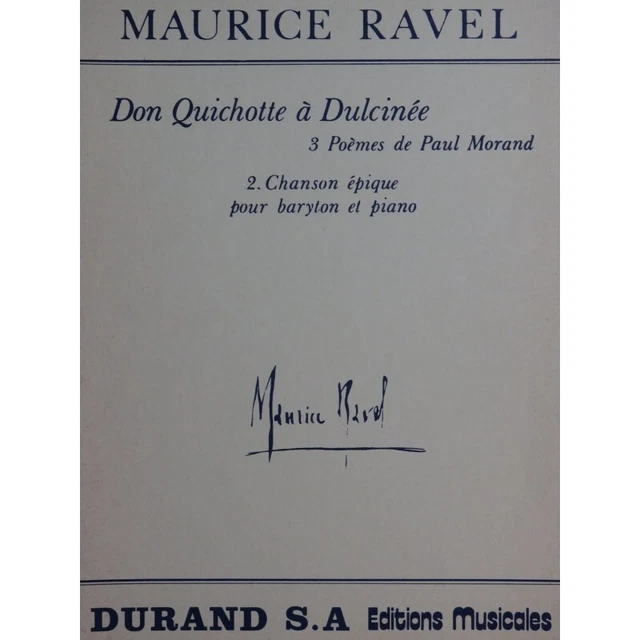 MAURICE RAVEL
Don Quichotte à Dulcinée
3 Poèmes de Paul Morand
2. Chanson épique
pour baryton et piano
Maurice Ravel
DURAND S.A Editions Musicales